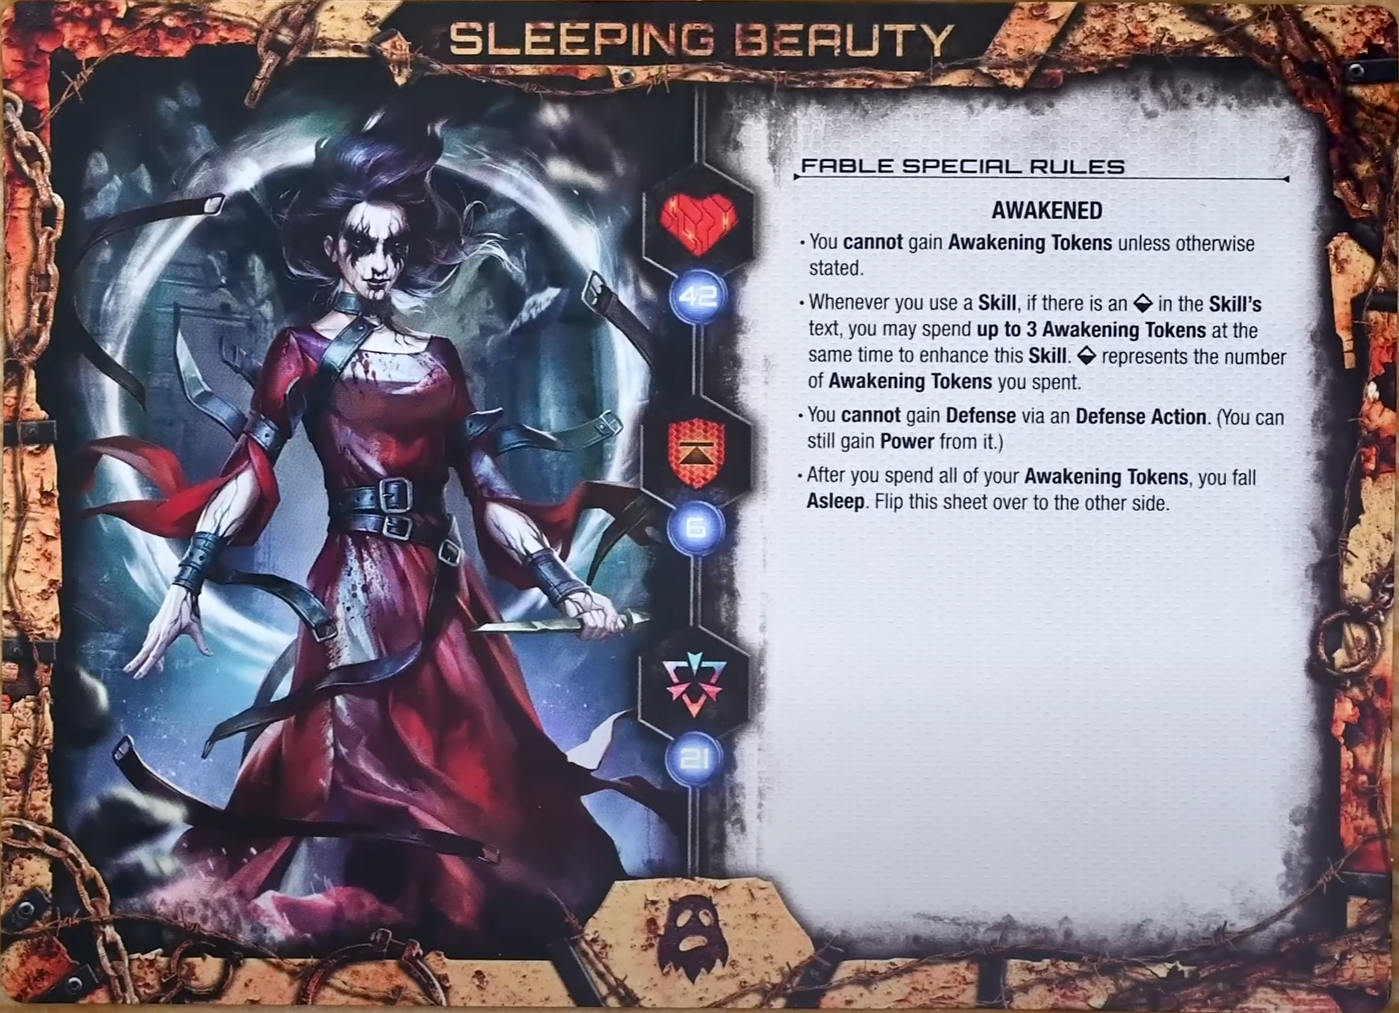 SLEEPING BEAUTY
42
6
21
FABLE SPECIAL RULES
AWAKENED
• You cannot gain Awakening Tokens unless otherwise
stated.
• Whenever you use a Skill, if there is an ⬙ in the Skill's
text, you may spend up to 3 Awakening Tokens at the
same time to enhance this Skill. ⬙ represents the number
of Awakening Tokens you spent.
• You cannot gain Defense via an Defense Action. (You can
still gain Power from it.)
• After you spend all of your Awakening Tokens, you fall
Asleep. Flip this sheet over to the other side.